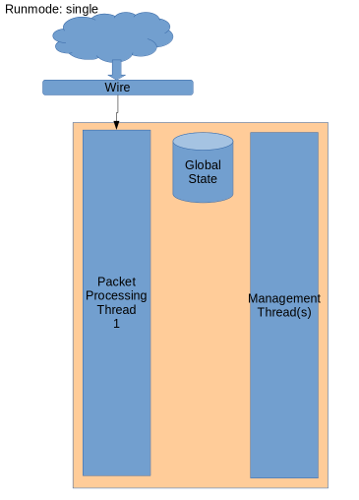 Runmode: single
Wire
Global
State
Packet
Processing
Thread
1
Management
Thread(s)